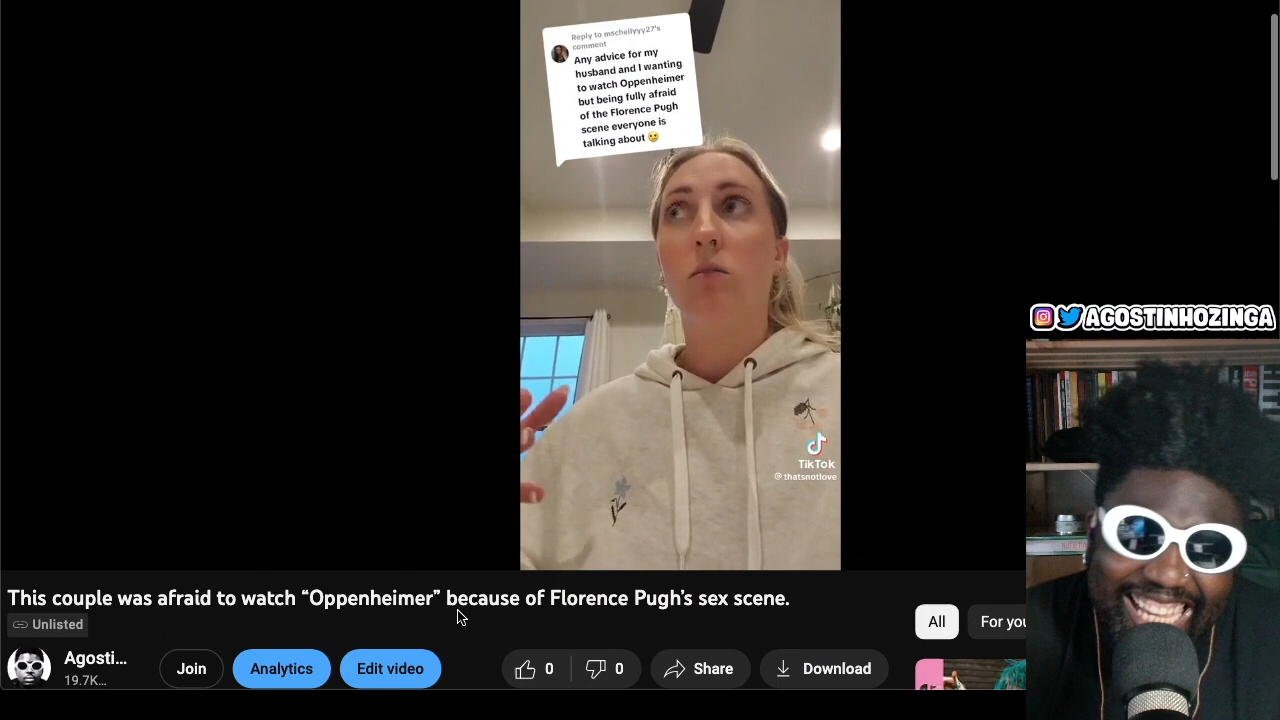 Reply to mschellyyy27's
comment
Any advice for my
husband and I wanting
to watch Oppenheimer
but being fully afraid
of the Florence Pugh
scene everyone is
talking about 😬
TikTok
@thatsnotlove
AGOSTINHOZINGA
This couple was afraid to watch “Oppenheimer” because of Florence Pugh’s sex scene.
Unlisted
Agosti...
19.7K...
Join
Analytics
Edit video
0
0
Share
Download
All
For you